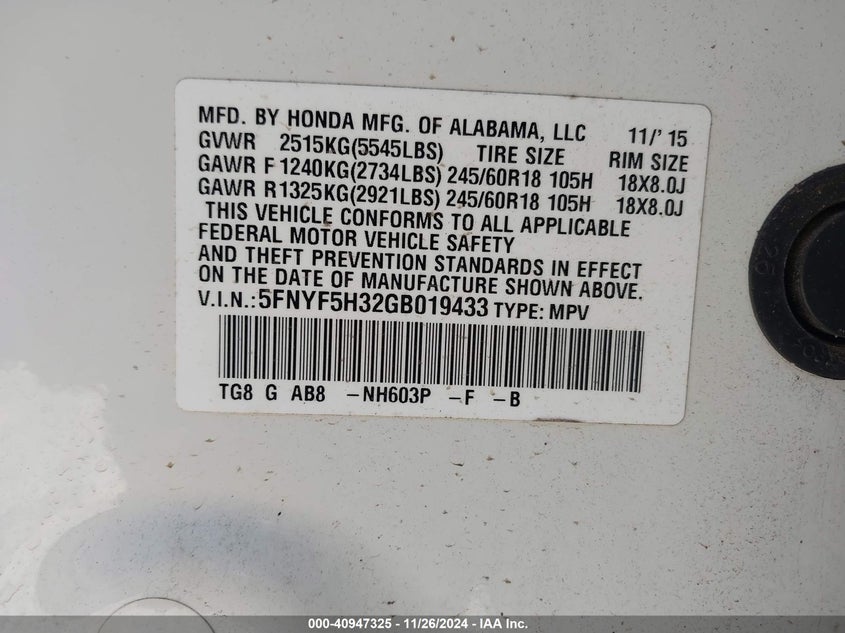 MFD. BY HONDA MFG. OF ALABAMA, LLC 11/'15
GVWR 2515KG(5545LBS) TIRE SIZE RIM SIZE
GAWR F1240KG(2734LBS) 245/60R18 105H 18X8.0J
GAWR R1325KG(2921LBS) 245/60R18 105H 18X8.0J
THIS VEHICLE CONFORMS TO ALL APPLICABLE
FEDERAL MOTOR VEHICLE SAFETY
AND THEFT PREVENTION STANDARDS IN EFFECT
ON THE DATE OF MANUFACTURE SHOWN ABOVE.
V.I.N.:5FNYF5H32GB019433 TYPE: MPV
TG8 G AB8 -NH603P -F -B
000-40947325 - 11/26/2024 - IAA Inc.